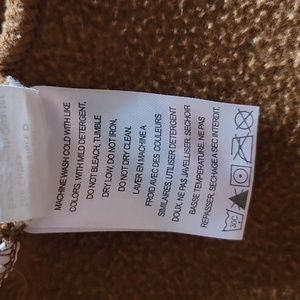 MACHINE WASH COLD WITH LIKE
COLORS, WITH MILD DETERGENT,
DO NOT BLEACH, TUMBLE
DRY LOW, DO NOT IRON.
DO NOT DRY CLEAN.
LAVER EN MACHINE A
FROID AVEC DES COULEURS
SIMILAIRES, UTILISER DETERGENT
DOUX, NE PAS JAVELLISER, SECHOIR
BASSE TEMPERATURE, NE PAS
REPASSER, SECHAGE A SEC INTERDIT.
30C